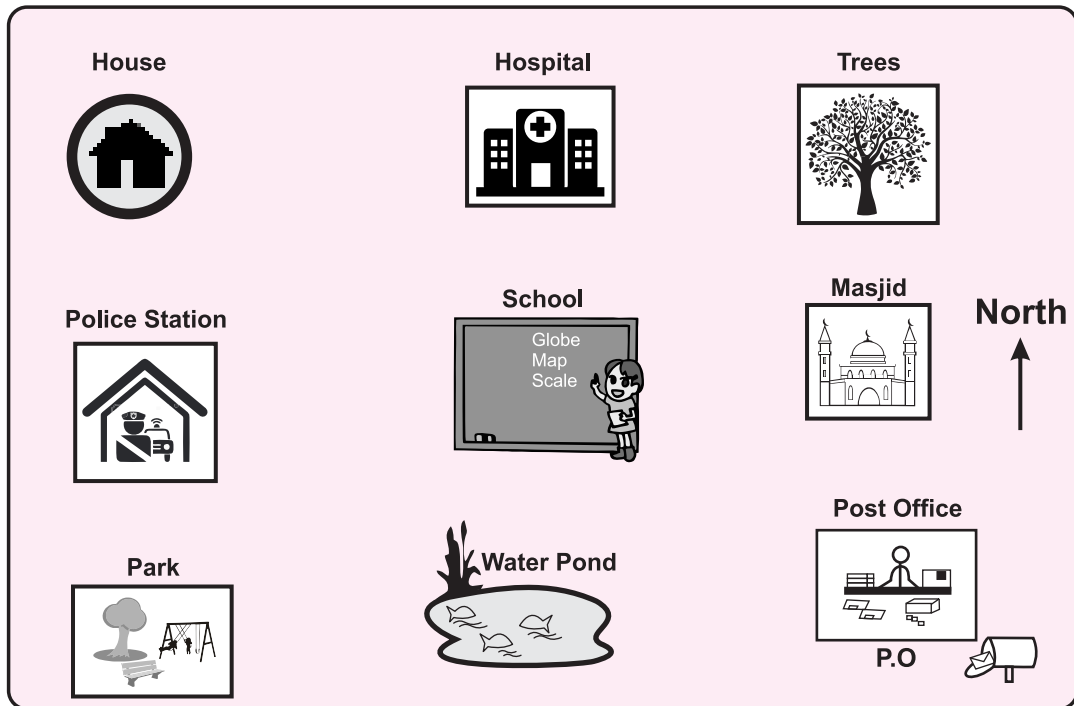 House
Hospital
Trees
Police Station
School
Globe
Map
Scale
Masjid
North
Park
Water Pond
Post Office
P.O